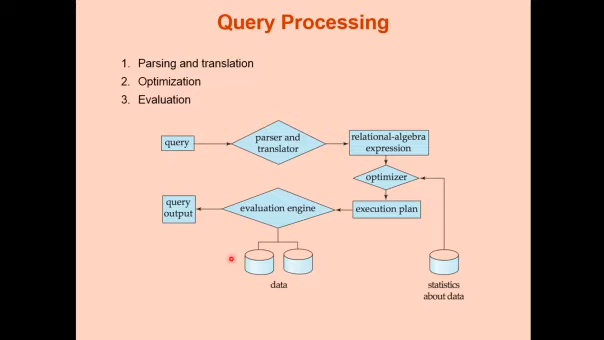 Query Processing
1. Parsing and translation
2. Optimization
3. Evaluation
query
parser and
translator
relational-algebra
expression
optimizer
query
output
evaluation engine
execution plan
data
statistics
about data